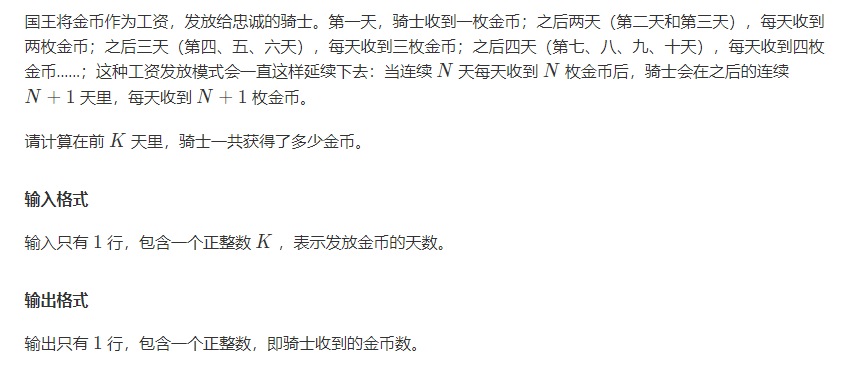 国王将金币作为工资，发放给忠诚的骑士。第一天，骑士收到一枚金币；之后两天（第二天和第三天），每天收到
两枚金币；之后三天（第四、五、六天），每天收到三枚金币；之后四天（第七、八、九、十天），每天收到四枚
金币......；这种工资发放模式会一直这样延续下去：当连续 N 天每天收到 N 枚金币后，骑士会在之后的连续
N + 1 天里，每天收到 N + 1 枚金币。
请计算在前 K 天里，骑士一共获得了多少金币。
输入格式
输入只有 1 行，包含一个正整数 K ，表示发放金币的天数。
输出格式
输出只有 1 行，包含一个正整数，即骑士收到的金币数。